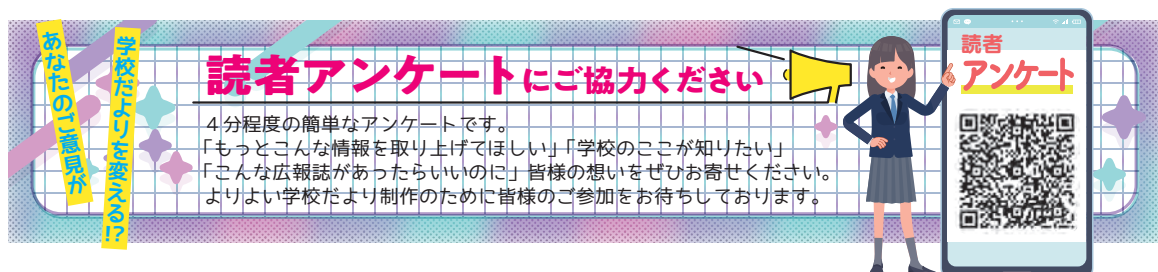 あなたのご意見が
学校だよりを変える!?
読者アンケートにご協力ください
４分程度の簡単なアンケートです。
「もっとこんな情報を取り上げてほしい」「学校のここが知りたい」
「こんな広報誌があったらいいのに」皆様の想いをぜひお寄せください。
よりよい学校だより制作のために皆様のご参加をお待ちしております。
読者
アンケート